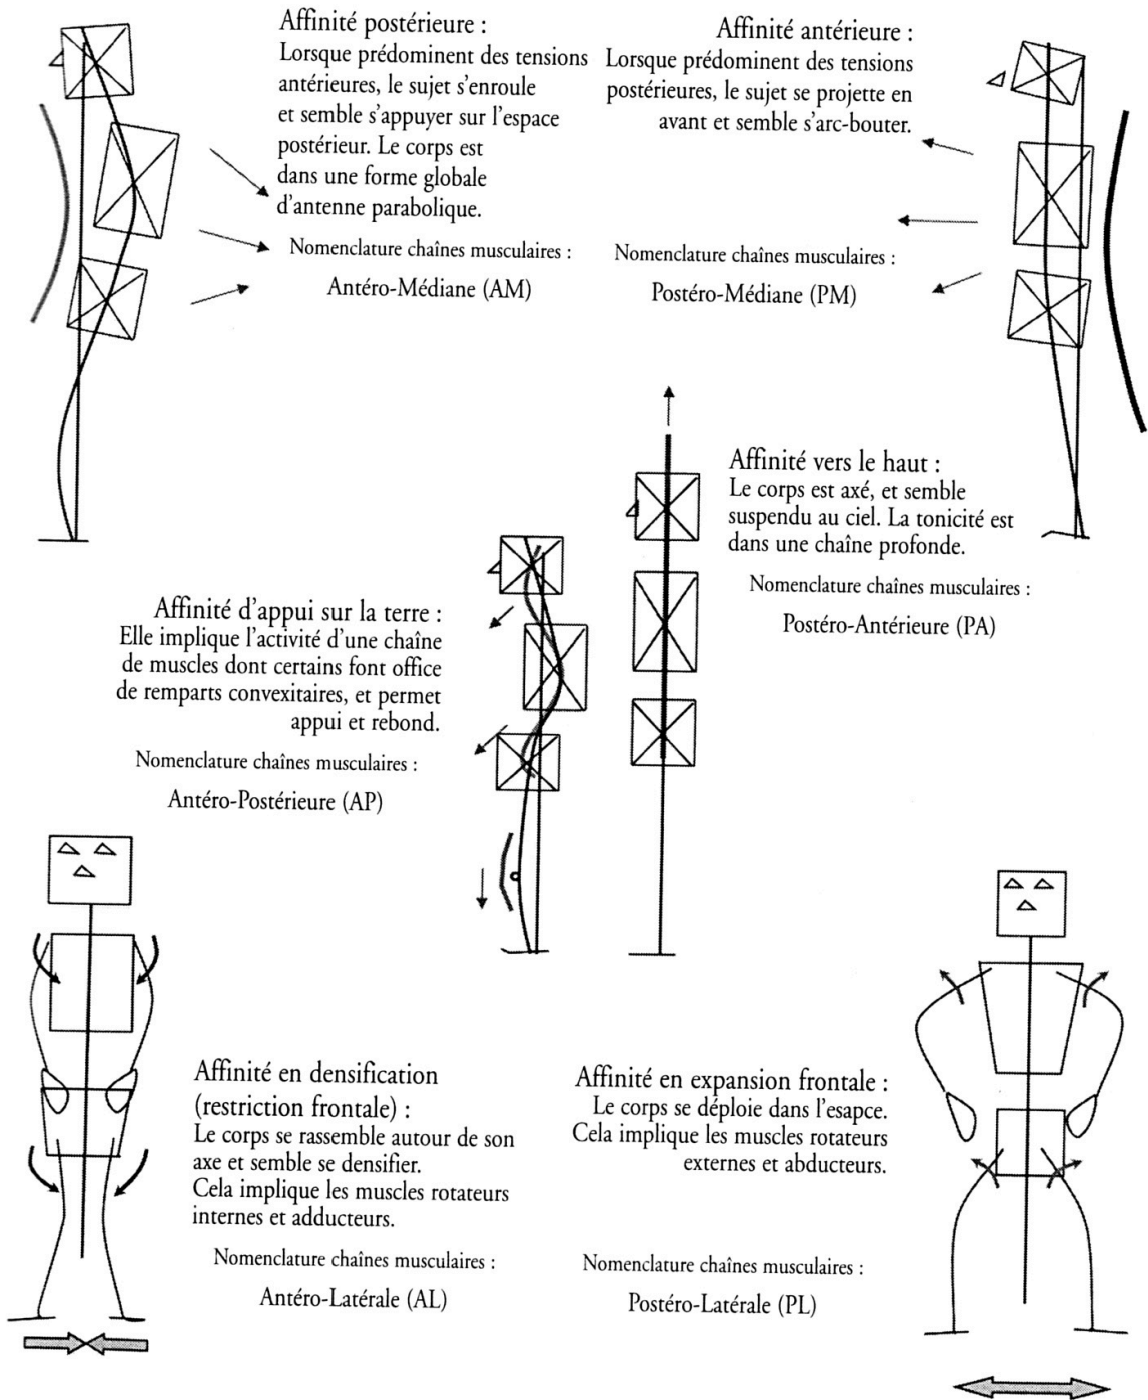 Affinité postérieure :
Lorsque prédominent des tensions
antérieures, le sujet s'enroule
et semble s'appuyer sur l'espace
postérieur. Le corps est
dans une forme globale
d'antenne parabolique.
Nomenclature chaînes musculaires :
Antéro-Médiane (AM)
Affinité antérieure :
Lorsque prédominent des tensions
postérieures, le sujet se projette en
avant et semble s'arc-bouter.
Nomenclature chaînes musculaires :
Postéro-Médiane (PM)
Affinité vers le haut :
Le corps est axé, et semble
suspendu au ciel. La tonicité est
dans une chaîne profonde.
Nomenclature chaînes musculaires :
Postéro-Antérieure (PA)
Affinité d'appui sur la terre :
Elle implique l'activité d'une chaîne
de muscles dont certains font office
de remparts convexitaires, et permet
appui et rebond.
Nomenclature chaînes musculaires :
Antéro-Postérieure (AP)
Affinité en densification
(restriction frontale) :
Le corps se rassemble autour de son
axe et semble se densifier.
Cela implique les muscles rotateurs
internes et adducteurs.
Nomenclature chaînes musculaires :
Antéro-Latérale (AL)
Affinité en expansion frontale :
Le corps se déploie dans l'esapce.
Cela implique les muscles rotateurs
externes et abducteurs.
Nomenclature chaînes musculaires :
Postéro-Latérale (PL)